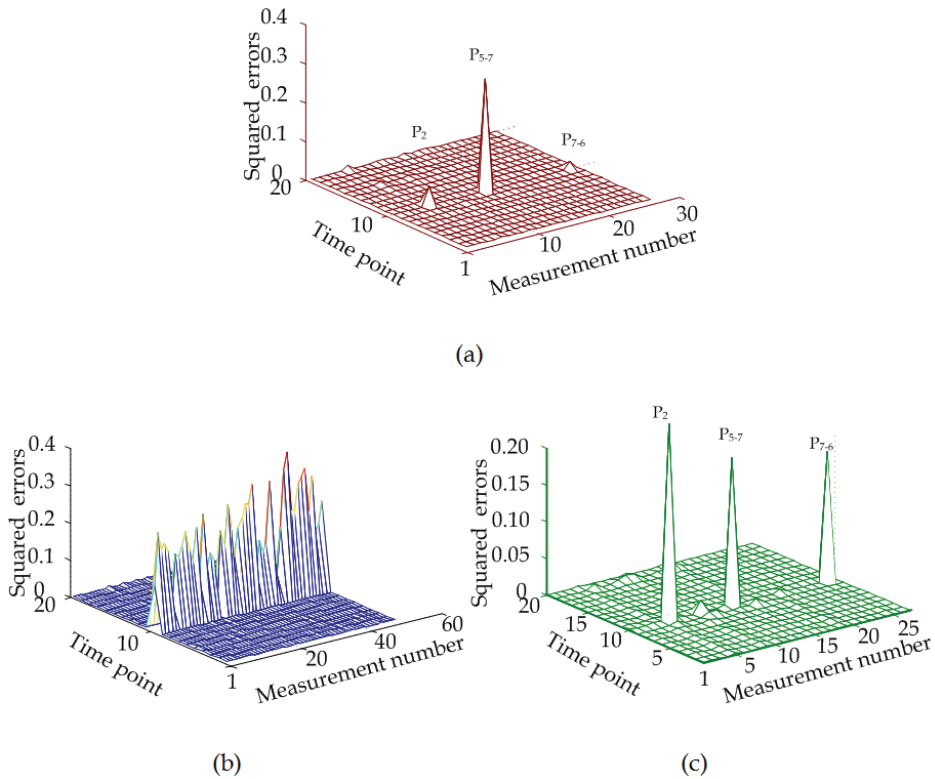 0.4
0.3
0.2
0.1
0
Squared errors
P5-7
P2
P7-6
20
10
1
Time point
10
20
30
Measurement number
(a)
0.4
0.3
0.2
0.1
0
Squared errors
20
10
1
Time point
20
40
60
Measurement number
(b)
0.20
0.15
0.10
0.05
0
Squared errors
P2
P5-7
P7-6
20
15
10
5
1
Time point
5
10
15
20
25
Measurement number
(c)